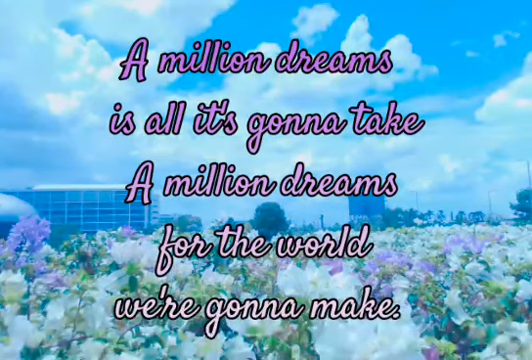 A million dreams
is all it's gonna take
A million dreams
for the world
we're gonna make.